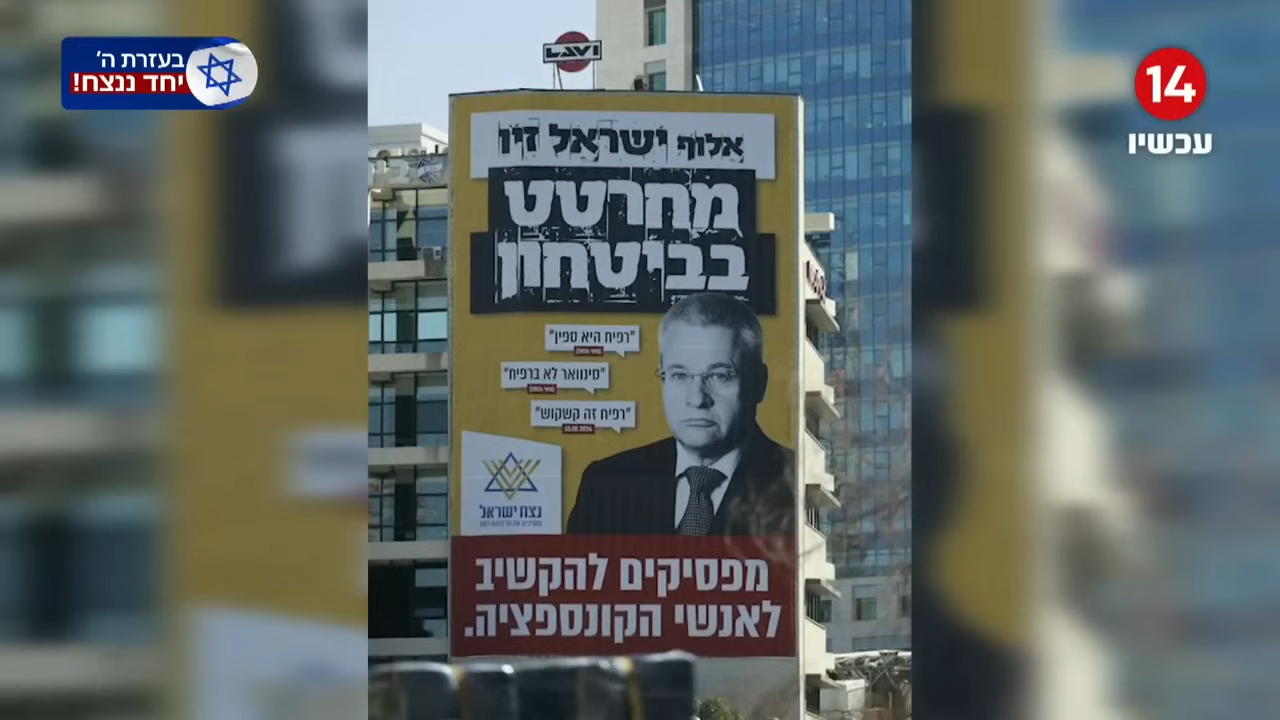 בעזרת ה'
יחד ננצח!
14
עכשיו
LAVI
אלוף ישראל זיו
מחרטט
בביטחון
"רפיח היא ספין"
"סינוואר לא ברפיח"
"רפיח זה קשקוש"
נצח ישראל
מפסיקים להקשיב
לאנשי הקונספציה.